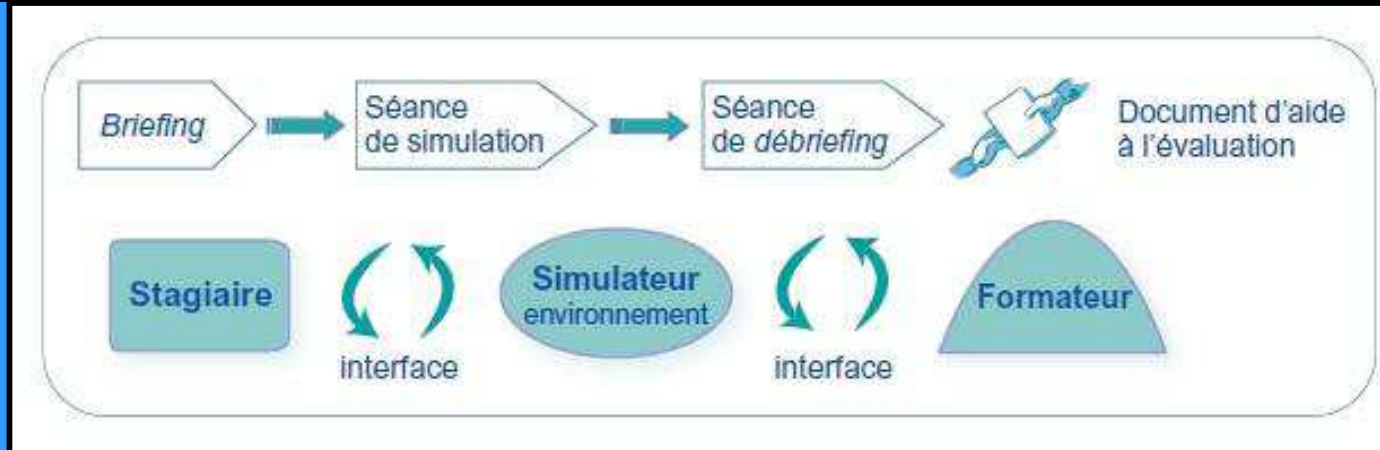 Briefing
Séance
de simulation
Séance
de débriefing
Document d'aide
à l'évaluation
Stagiaire
interface
Simulateur
environnement
interface
Formateur